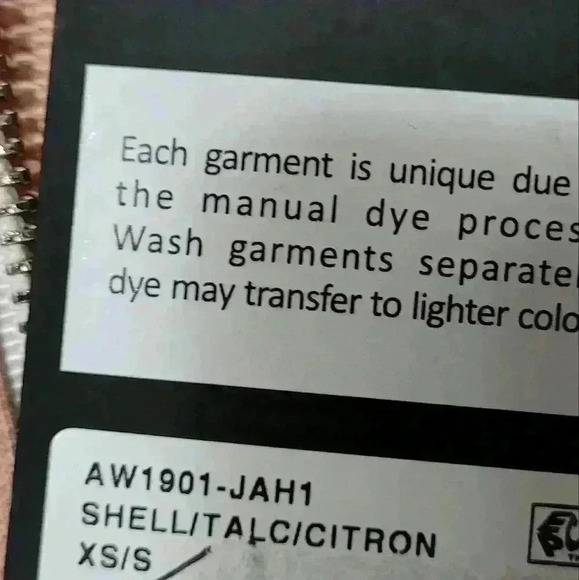 Each garment is unique due
the manual dye proces
Wash garments separatel
dye may transfer to lighter colo
AW1901-JAH1
SHELL/TALC/CITRON
XS/S